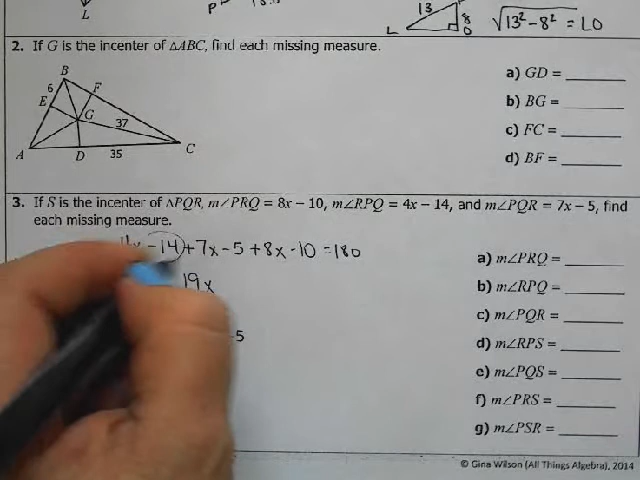 L
P
13
8
L
O
√13² - 8² = LO
2. If G is the incenter of △ABC, find each missing measure.
B
6
F
E
G
37
A
D
35
C
a) GD =
b) BG =
c) FC =
d) BF =
3. If S is the incenter of △PQR, m∠PRQ = 8x – 10, m∠RPQ = 4x – 14, and m∠PQR = 7x – 5, find
each missing measure.
4x - 14 + 7x - 5 + 8x - 10 = 180
19x
5
a) m∠PRQ =
b) m∠RPQ =
c) m∠PQR =
d) m∠RPS =
e) m∠PQS =
f) m∠PRS =
g) m∠PSR =
© Gina Wilson (All Things Algebra), 2014